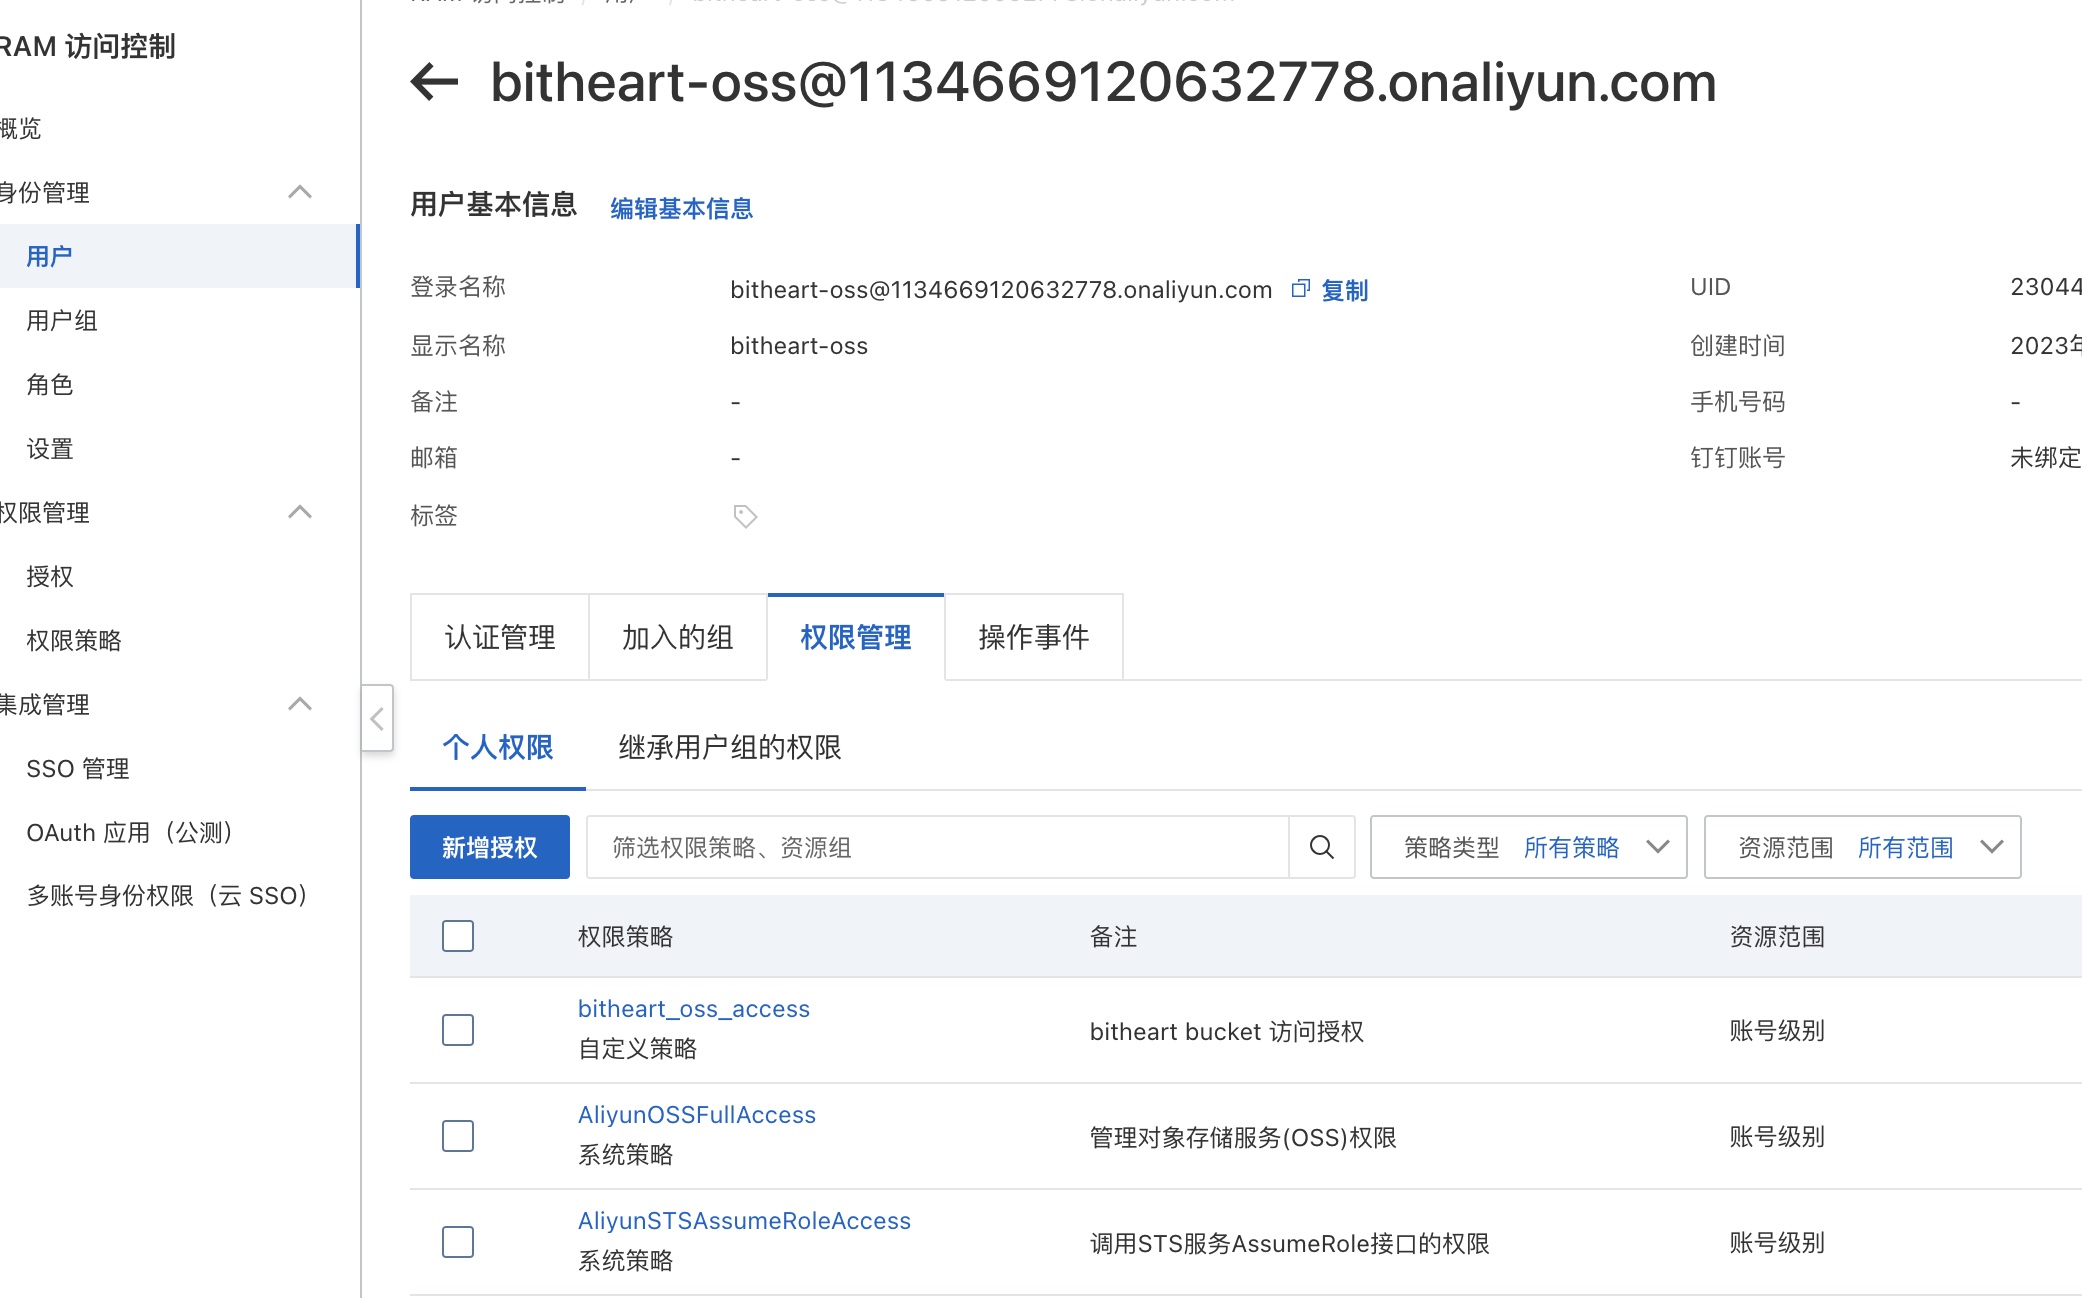 RAM 访问控制
概览
身份管理
用户
用户组
角色
设置
权限管理
授权
权限策略
集成管理
SSO 管理
OAuth 应用（公测）
多账号身份权限（云 SSO）
RAM 访问控制 / 用户 / bitheart-oss@1134669120632778.onaliyun.com
bitheart-oss@1134669120632778.onaliyun.com
用户基本信息 编辑基本信息
登录名称 bitheart-oss@1134669120632778.onaliyun.com 复制 UID 23044
显示名称 bitheart-oss 创建时间 2023年
备注 - 手机号码 -
邮箱 - 钉钉账号 未绑定
标签
认证管理 加入的组 权限管理 操作事件
个人权限 继承用户组的权限
新增授权 筛选权限策略、资源组 策略类型 所有策略 资源范围 所有范围
权限策略 备注 资源范围
bitheart_oss_access
自定义策略
bitheart bucket 访问授权
账号级别
AliyunOSSFullAccess
系统策略
管理对象存储服务(OSS)权限
账号级别
AliyunSTSAssumeRoleAccess
系统策略
调用STS服务AssumeRole接口的权限
账号级别